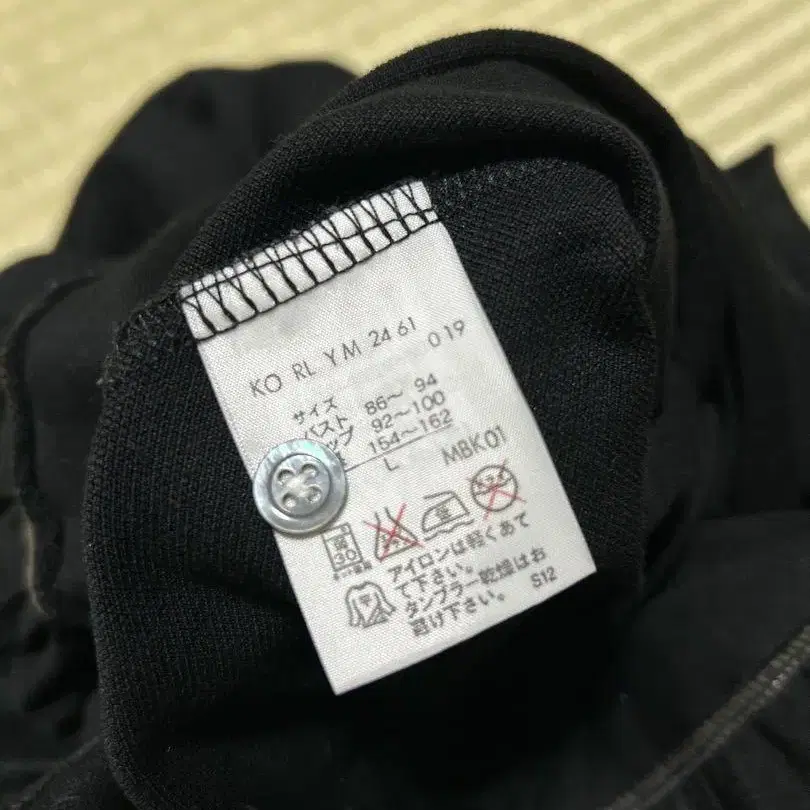 KO RL YM 24 61
019
サイズ
バスト 86～ 94
ップ 92～100
154～162
L MBK01
30
アイロンは軽くあて
て下さい。
タンブラー乾燥はお
避け下さい。
S12